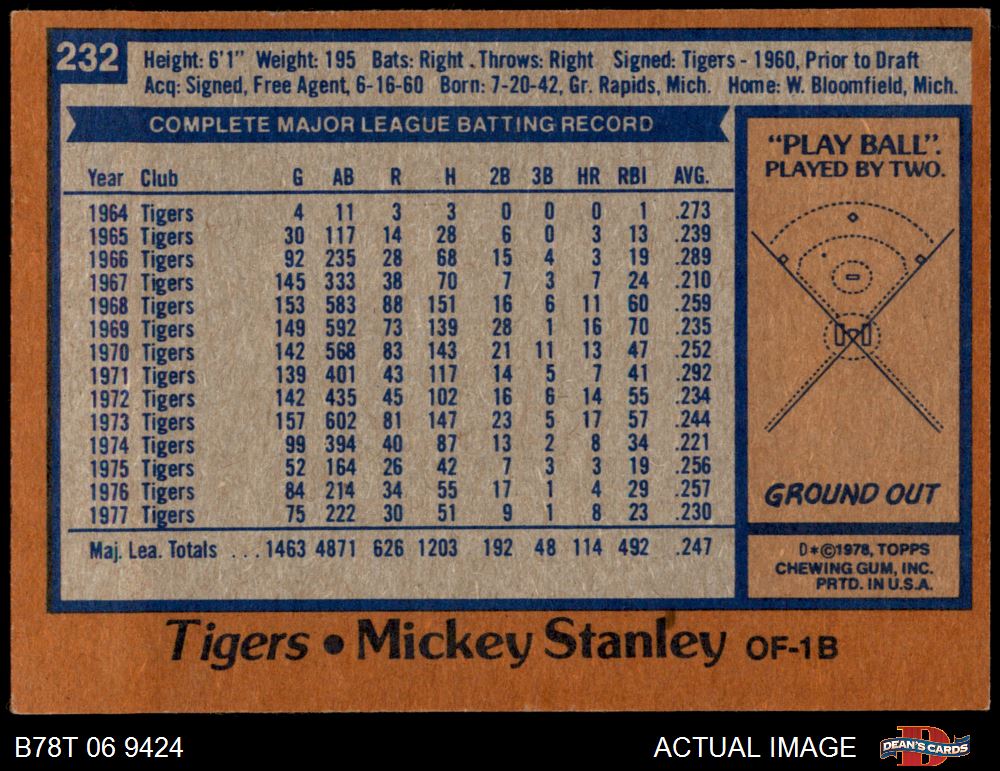 232
Height: 6'1" Weight: 195 Bats: Right . Throws: Right Signed: Tigers - 1960, Prior to Draft
Acq: Signed, Free Agent, 6-16-60 Born: 7-20-42, Gr. Rapids, Mich. Home: W. Bloomfield, Mich.
COMPLETE MAJOR LEAGUE BATTING RECORD
Year Club G AB R H 2B 3B HR RBI AVG.
1964 Tigers 4 11 3 3 0 0 0 1 .273
1965 Tigers 30 117 14 28 6 0 3 13 .239
1966 Tigers 92 235 28 68 15 4 3 19 .289
1967 Tigers 145 333 38 70 7 3 7 24 .210
1968 Tigers 153 583 88 151 16 6 11 60 .259
1969 Tigers 149 592 73 139 28 1 16 70 .235
1970 Tigers 142 568 83 143 21 11 13 47 .252
1971 Tigers 139 401 43 117 14 5 7 41 .292
1972 Tigers 142 435 45 102 16 6 14 55 .234
1973 Tigers 157 602 81 147 23 5 17 57 .244
1974 Tigers 99 394 40 87 13 2 8 34 .221
1975 Tigers 52 164 26 42 7 3 3 19 .256
1976 Tigers 84 214 34 55 17 1 4 29 .257
1977 Tigers 75 222 30 51 9 1 8 23 .230
Maj. Lea. Totals ... 1463 4871 626 1203 192 48 114 492 .247
"PLAY BALL".
PLAYED BY TWO.
GROUND OUT
D*©1978, TOPPS
CHEWING GUM, INC.
PRTD. IN U.S.A.
Tigers • Mickey Stanley OF-1B
B78T 06 9424
ACTUAL IMAGE
DEAN'S CARDS